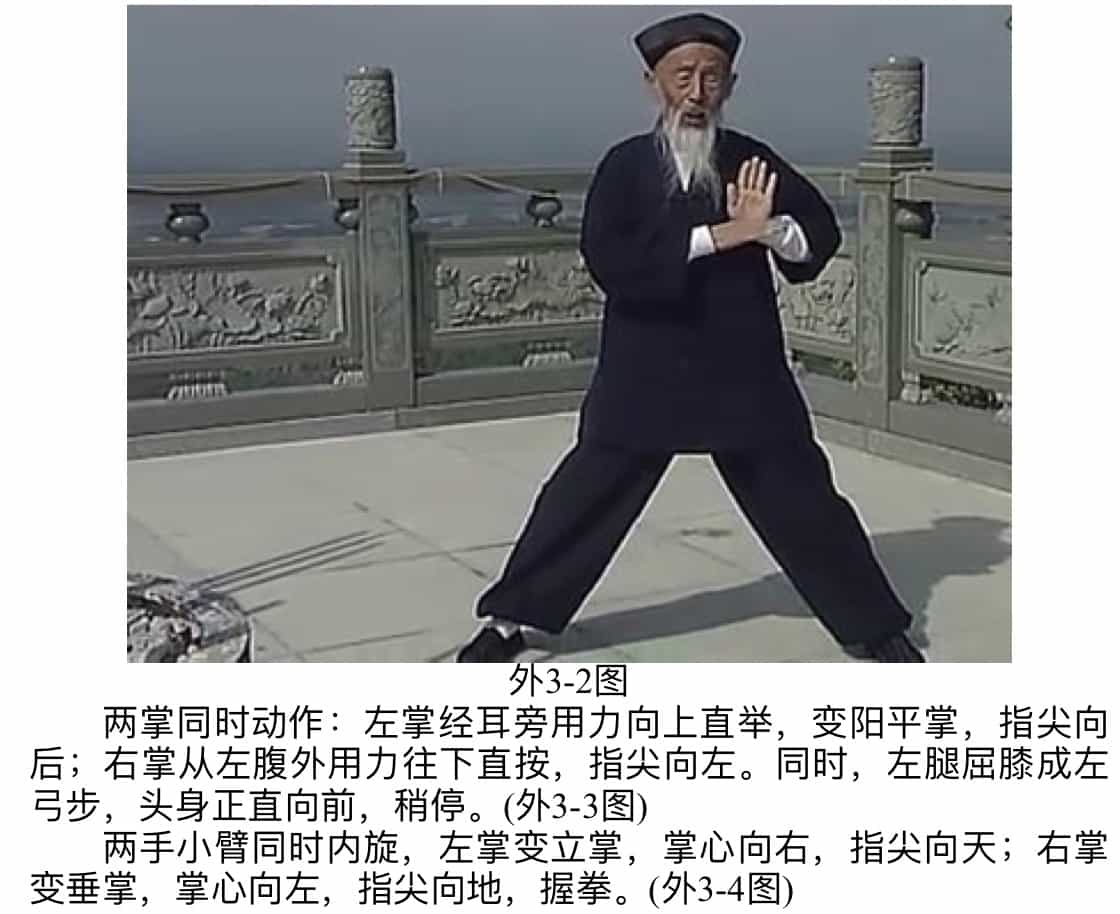 外3-2图
两掌同时动作：左掌经耳旁用力向上直举，变阳平掌，指尖向
后；右掌从左腹外用力往下直按，指尖向左。同时，左腿屈膝成左
弓步，头身正直向前，稍停。(外3-3图)
两手小臂同时内旋，左掌变立掌，掌心向右，指尖向天；右掌
变垂掌，掌心向左，指尖向地，握拳。(外3-4图)